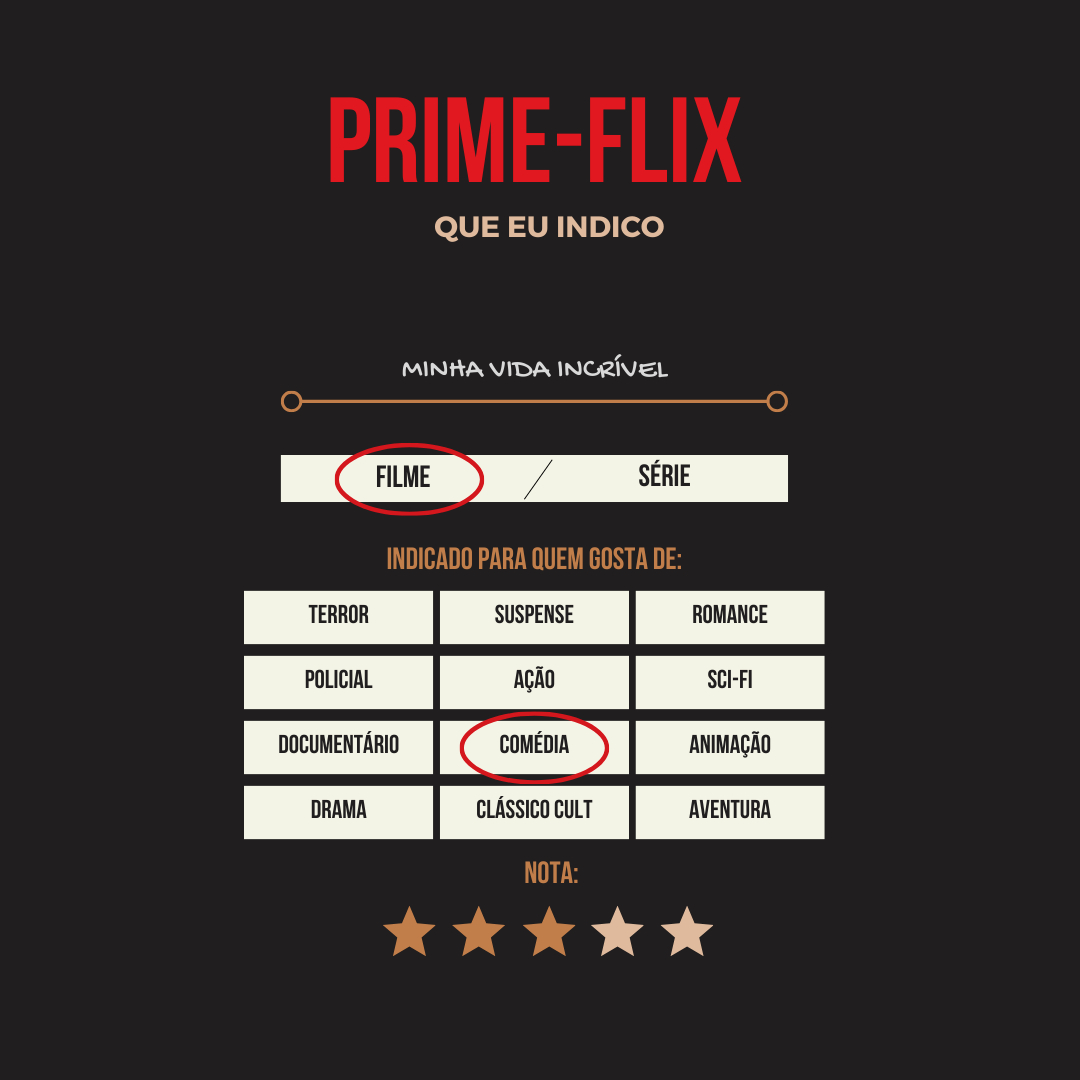 PRIME-FLIX
QUE EU INDICO
MINHA VIDA INCRÍVEL
FILME / SÉRIE
INDICADO PARA QUEM GOSTA DE:
TERROR SUSPENSE ROMANCE
POLICIAL AÇÃO SCI-FI
DOCUMENTÁRIO COMÉDIA ANIMAÇÃO
DRAMA CLÁSSICO CULT AVENTURA
NOTA: